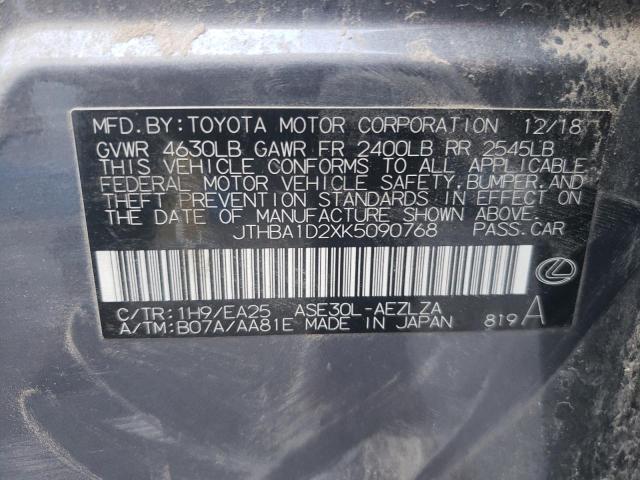 MFD.BY:TOYOTA MOTOR CORPORATION 12/18
GVWR 4630LB GAWR FR 2400LB RR 2545LB
THIS VEHICLE CONFORMS TO ALL APPLICABLE
FEDERAL MOTOR VEHICLE SAFETY,BUMPER,AND
THEFT PREVENTION STANDARDS IN EFFECT ON
THE DATE OF MANUFACTURE SHOWN ABOVE.
JTHBA1D2XK5090768 PASS.CAR
C/TR:1H9/EA25 ASE30L-AEZLZA
A/TM:B07A/AA81E MADE IN JAPAN 819A